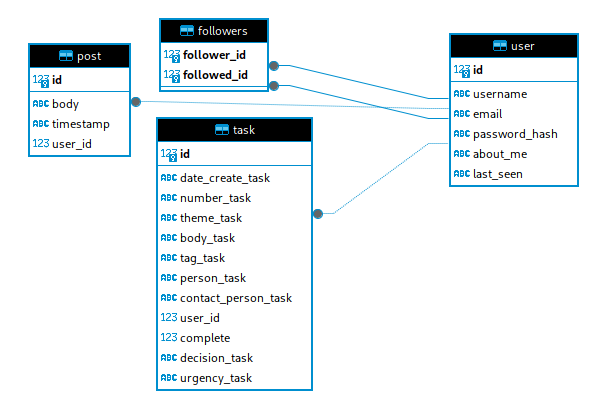 post
123 id
ABC body
ABC timestamp
123 user_id
followers
123 follower_id
123 followed_id
user
123 id
ABC username
ABC email
ABC password_hash
ABC about_me
ABC last_seen
task
123 id
ABC date_create_task
ABC number_task
ABC theme_task
ABC body_task
ABC tag_task
ABC person_task
ABC contact_person_task
123 user_id
123 complete
ABC decision_task
ABC urgency_task